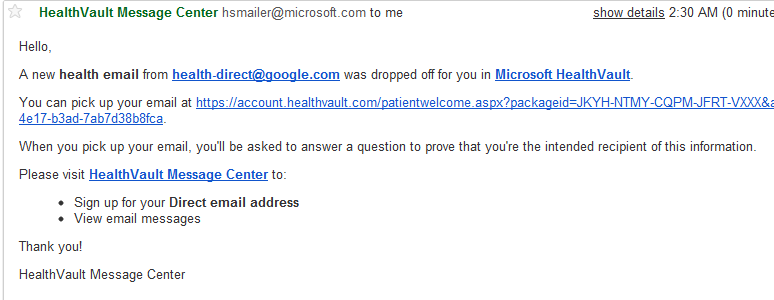 HealthVault Message Center hsmailer@microsoft.com to me show details 2:30 AM (0 minute
Hello,
A new health email from health-direct@google.com was dropped off for you in Microsoft HealthVault.
You can pick up your email at https://account.healthvault.com/patientwelcome.aspx?packageid=JKYH-NTMY-CQPM-JFRT-VXXX&a
4e17-b3ad-7ab7d38b8fca.
When you pick up your email, you'll be asked to answer a question to prove that you're the intended recipient of this information.
Please visit HealthVault Message Center to:
• Sign up for your Direct email address
• View email messages
Thank you!
HealthVault Message Center